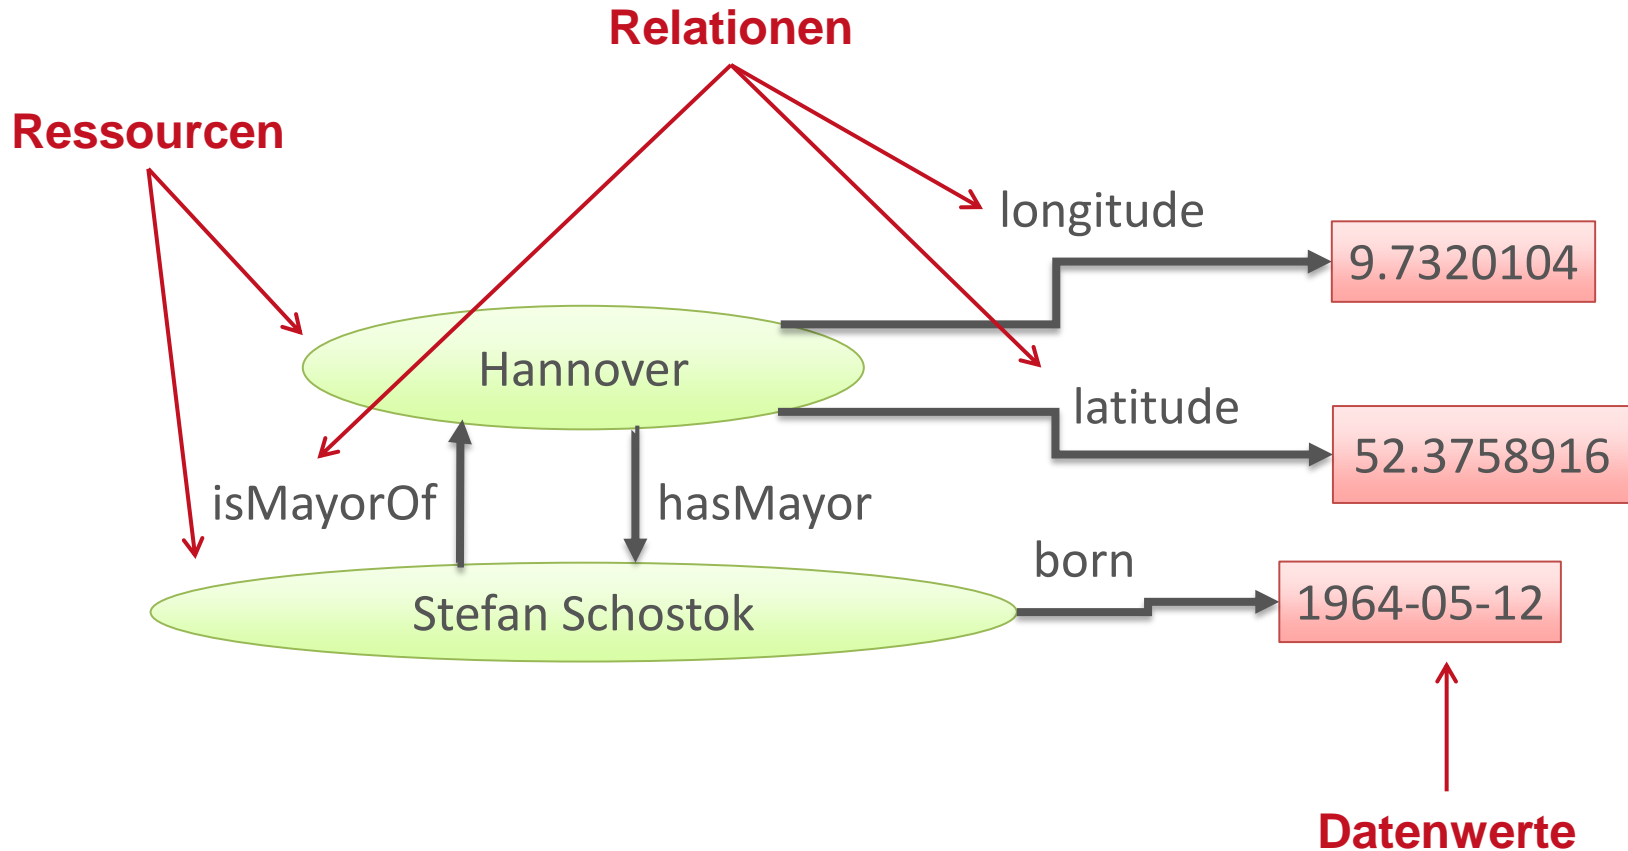 Relationen
Ressourcen
longitude
9.7320104
Hannover
latitude
52.3758916
isMayorOf
hasMayor
born
Stefan Schostok
1964-05-12
Datenwerte